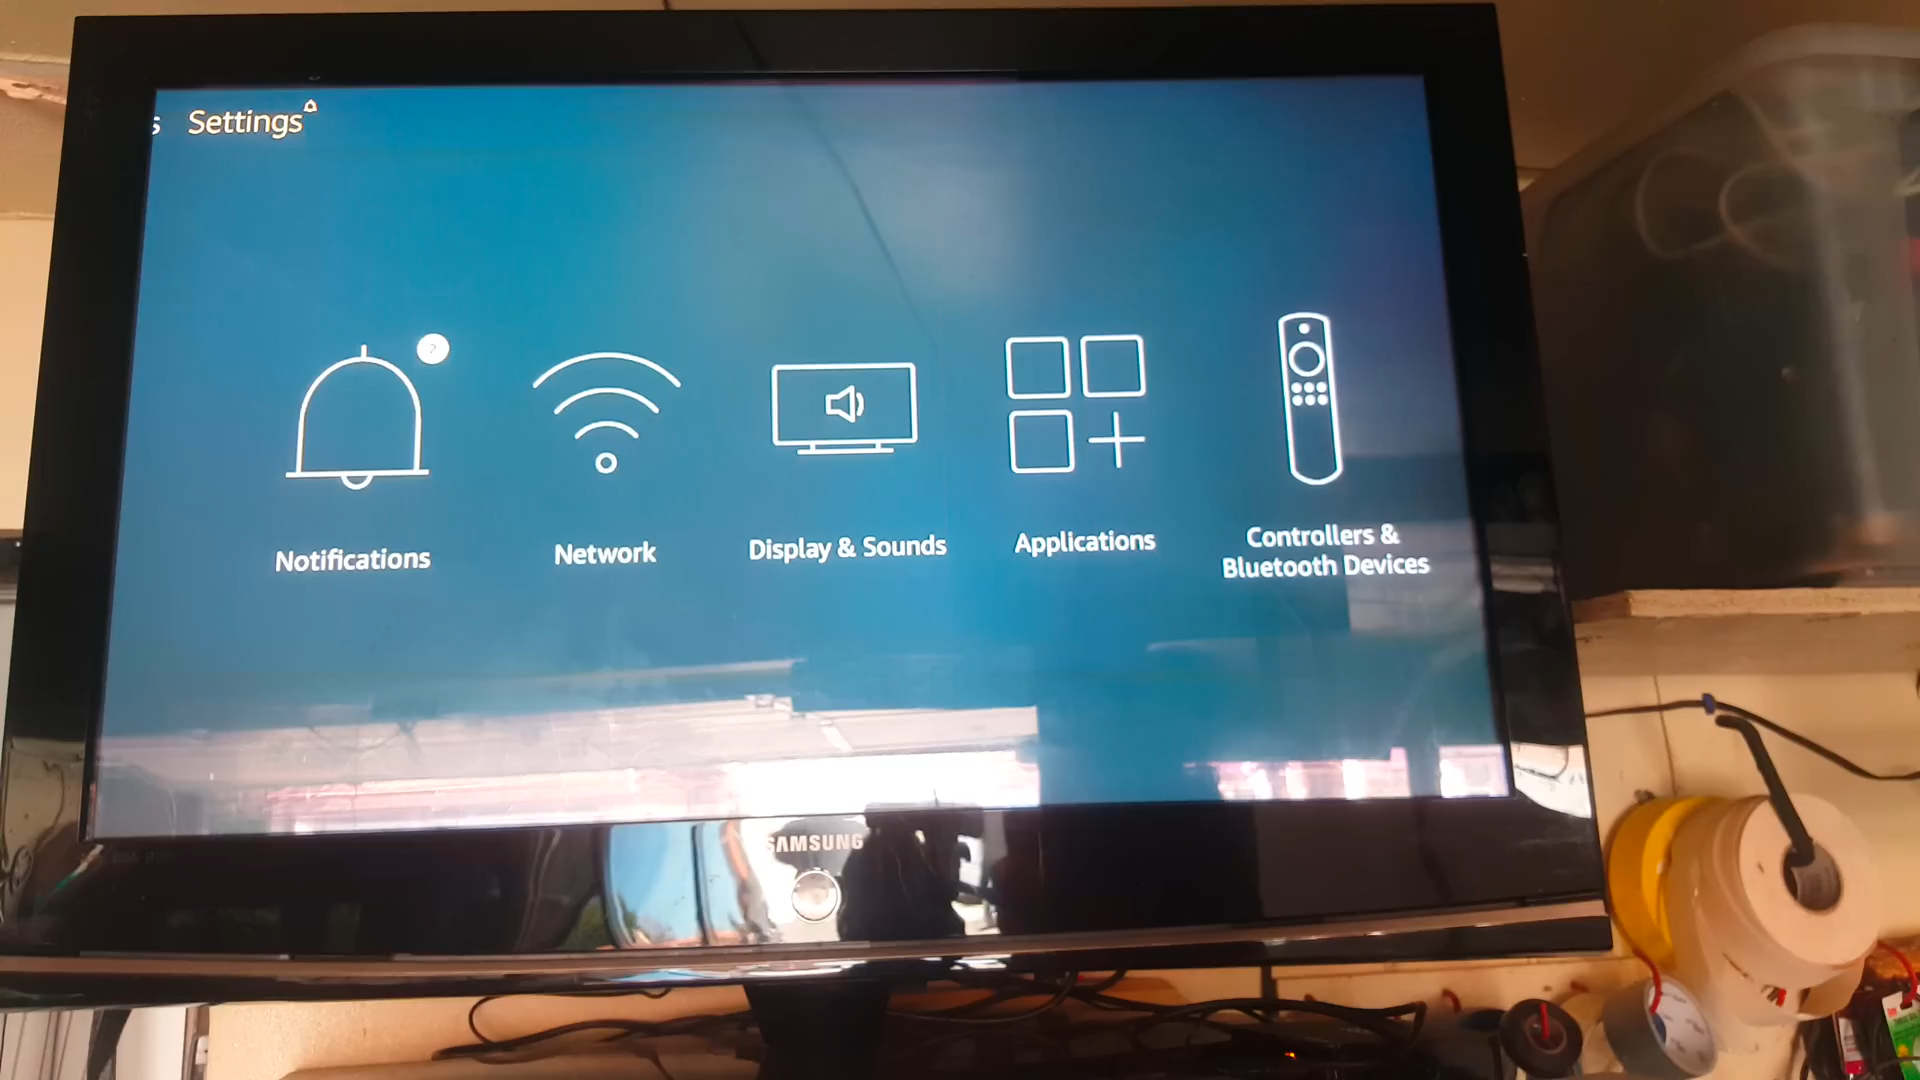 s Settings
Notifications
Network
Display & Sounds
Applications
Controllers &
Bluetooth Devices
SAMSUNG